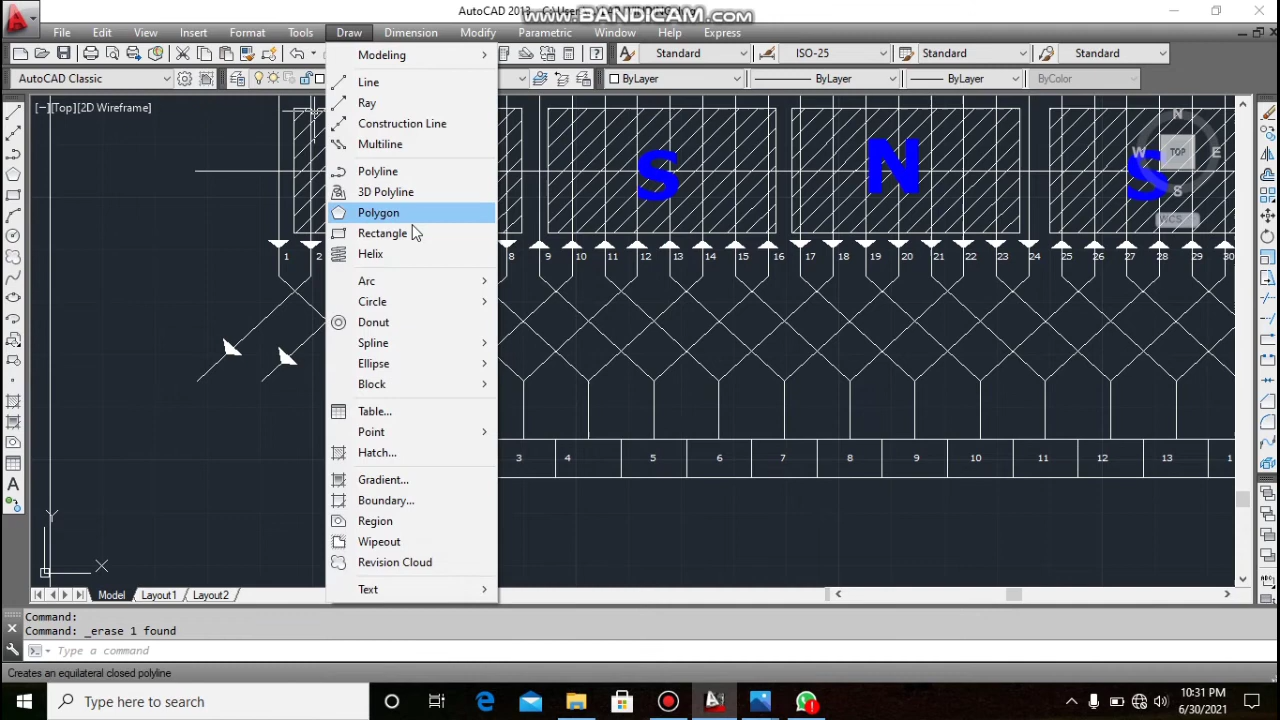 AutoCAD 2013
WWW.BANDICAM.COM
File Edit View Insert Format Tools Draw Dimension Modify Parametric Window Help Express
Standard ISO-25 Standard Standard
AutoCAD Classic ByLayer ByLayer ByLayer ByColor
[−][Top][2D Wireframe]
Modeling
Line
Ray
Construction Line
Multiline
Polyline
3D Polyline
Polygon
Rectangle
Helix
Arc
Circle
Donut
Spline
Ellipse
Block
Table...
Point
Hatch...
Gradient...
Boundary...
Region
Wipeout
Revision Cloud
Text
S N S
N
W TOP E
S
WCS
1 2 8 9 10 11 12 13 14 15 16 17 18 19 20 21 22 23 24 25 26 27 28 29 30
3 4 5 6 7 8 9 10 11 12 13 1
Y
X
Model Layout1 Layout2
Command:
Command: _erase 1 found
Type a command
Creates an equilateral closed polyline
Type here to search
10:31 PM
6/30/2021